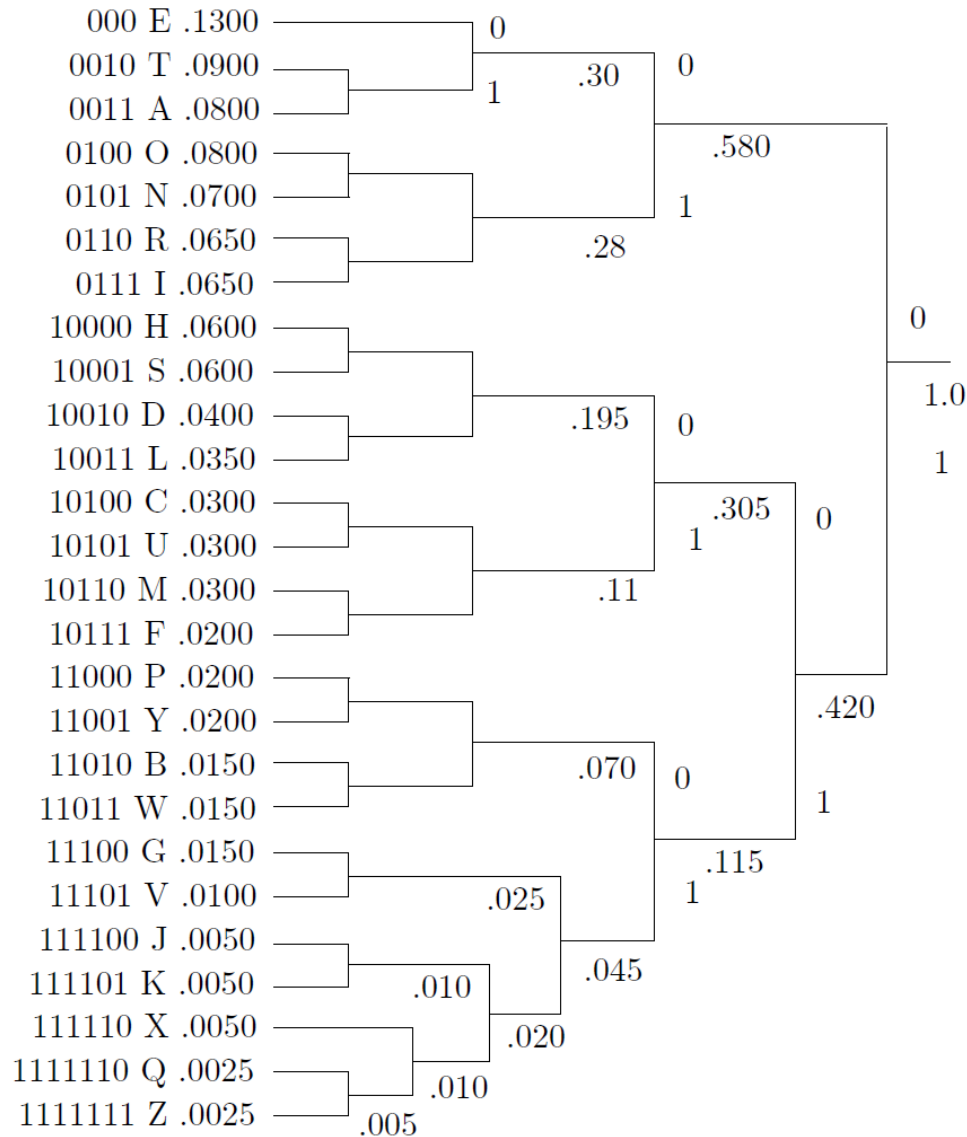 000 E .1300
0010 T .0900
0011 A .0800
0100 O .0800
0101 N .0700
0110 R .0650
0111 I .0650
10000 H .0600
10001 S .0600
10010 D .0400
10011 L .0350
10100 C .0300
10101 U .0300
10110 M .0300
10111 F .0200
11000 P .0200
11001 Y .0200
11010 B .0150
11011 W .0150
11100 G .0150
11101 V .0100
111100 J .0050
111101 K .0050
111110 X .0050
1111110 Q .0025
1111111 Z .0025
0
1
.30
0
.580
1
.28
0
1.0
1
.195
0
.305
0
1
.11
.420
.070
0
1
.115
1
.025
.045
.010
.020
.010
.005